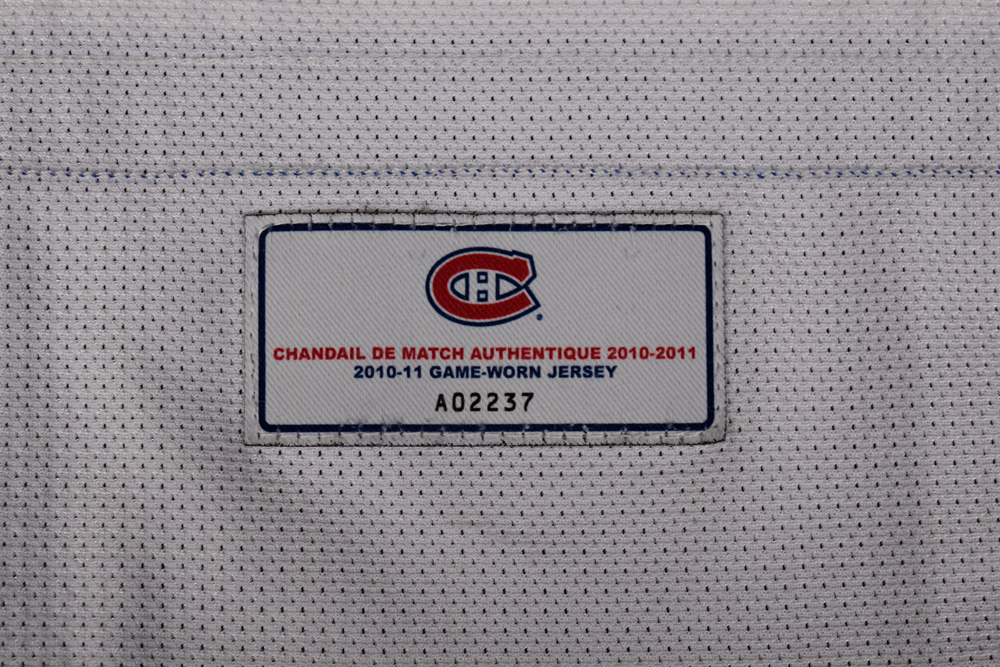 CHANDAIL DE MATCH AUTHENTIQUE 2010-2011
2010-11 GAME-WORN JERSEY
A02237